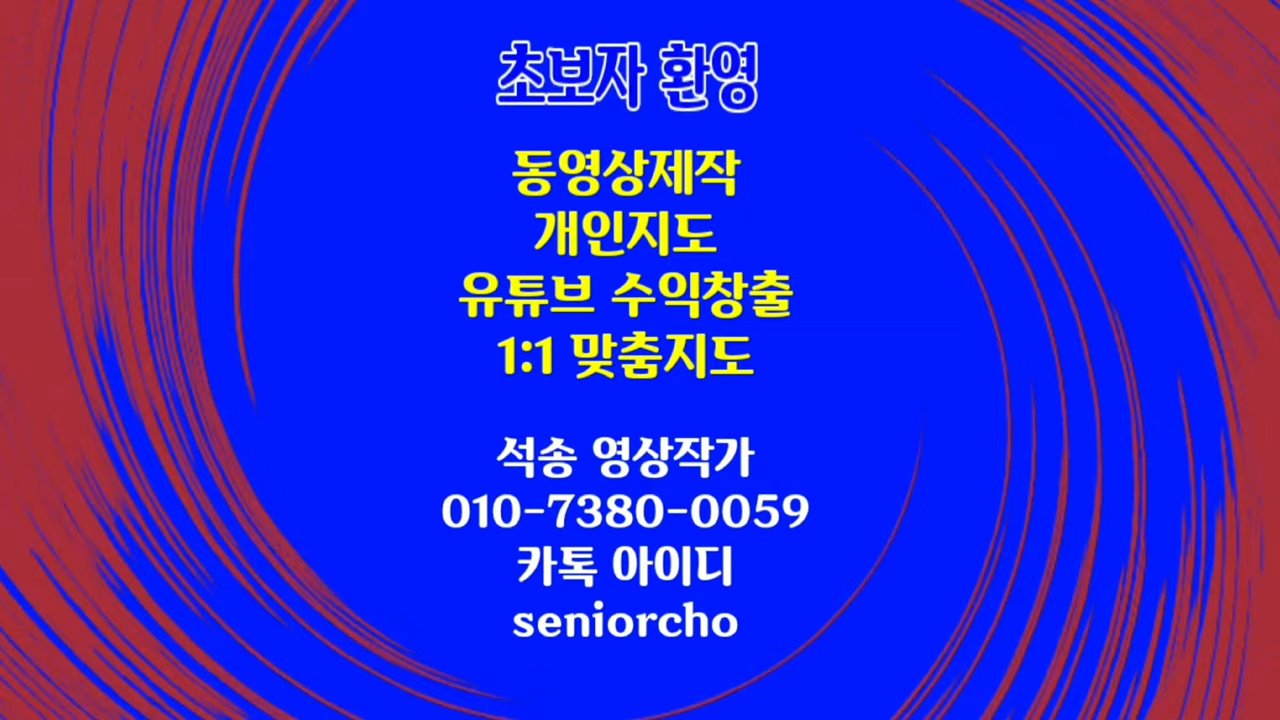 초보자 환영
동영상제작
개인지도
유튜브 수익창출
1:1 맞춤지도
석송 영상작가
010-7380-0059
카톡 아이디
seniorcho